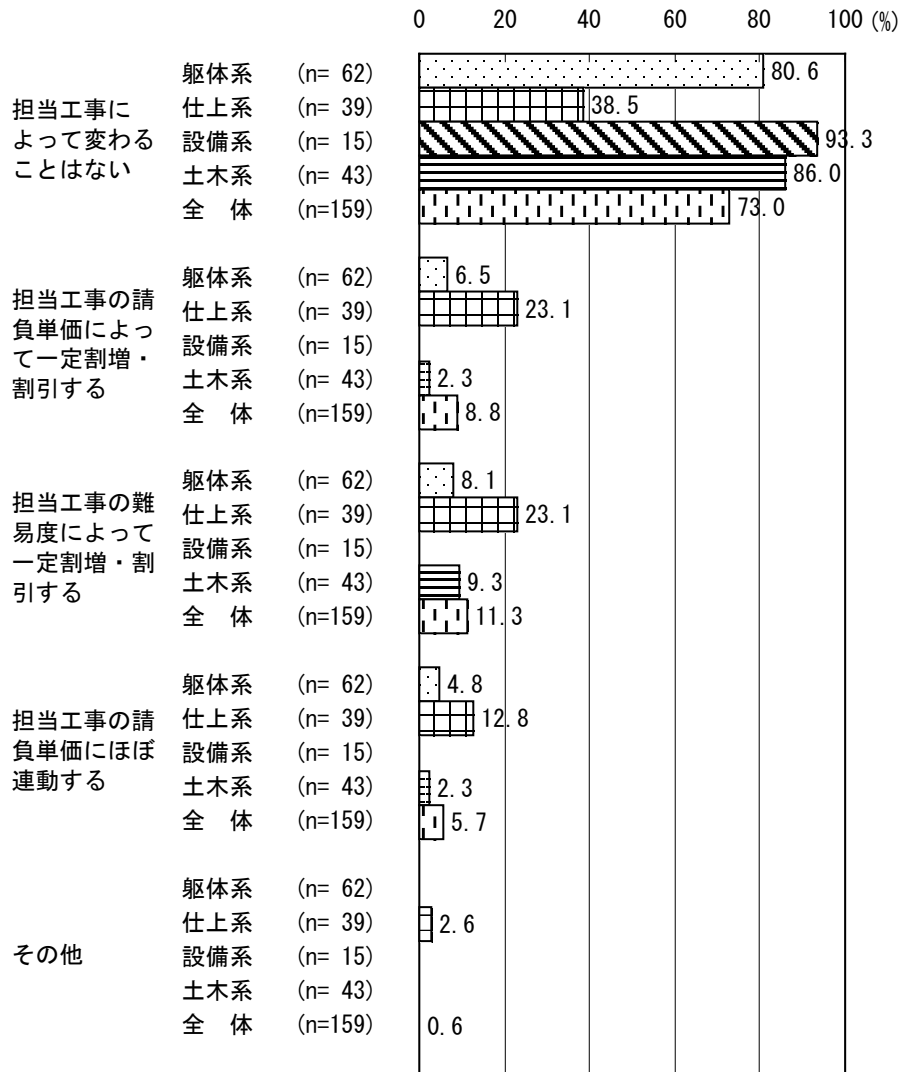 0 20 40 60 80 100 (%)
担当工事に
よって変わる
ことはない
躯体系 (n= 62) 80.6
仕上系 (n= 39) 38.5
設備系 (n= 15) 93.3
土木系 (n= 43) 86.0
全 体 (n=159) 73.0
担当工事の請
負単価によっ
て一定割増・
割引する
躯体系 (n= 62) 6.5
仕上系 (n= 39) 23.1
設備系 (n= 15)
土木系 (n= 43) 2.3
全 体 (n=159) 8.8
担当工事の難
易度によって
一定割増・割
引する
躯体系 (n= 62) 8.1
仕上系 (n= 39) 23.1
設備系 (n= 15)
土木系 (n= 43) 9.3
全 体 (n=159) 11.3
担当工事の請
負単価にほぼ
連動する
躯体系 (n= 62) 4.8
仕上系 (n= 39) 12.8
設備系 (n= 15)
土木系 (n= 43) 2.3
全 体 (n=159) 5.7
その他
躯体系 (n= 62)
仕上系 (n= 39) 2.6
設備系 (n= 15)
土木系 (n= 43)
全 体 (n=159) 0.6